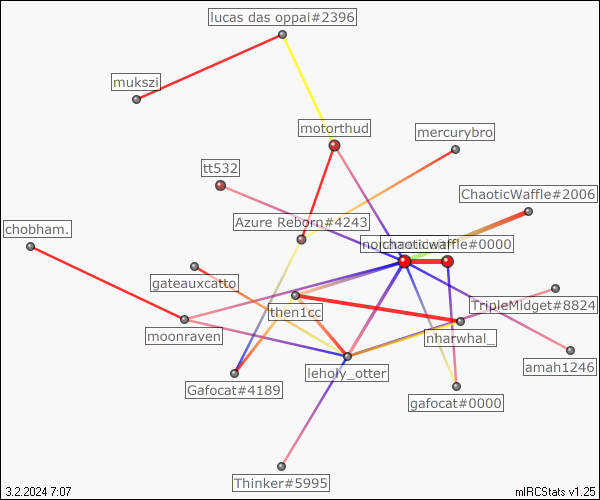 lucas das oppai#2396
mukszi
motorthud
mercurybro
tt532
ChaoticWaffle#2006
Azure Reborn#4243
chobham.
chaoticwaffle#0000
gateauxcatto
TripleMidget#8824
then1cc
moonraven
nharwhal_
leholy_otter
amah1246
Gafocat#4189
gafocat#0000
Thinker#5995
3.2.2024 7:07
mIRCStats v1.25